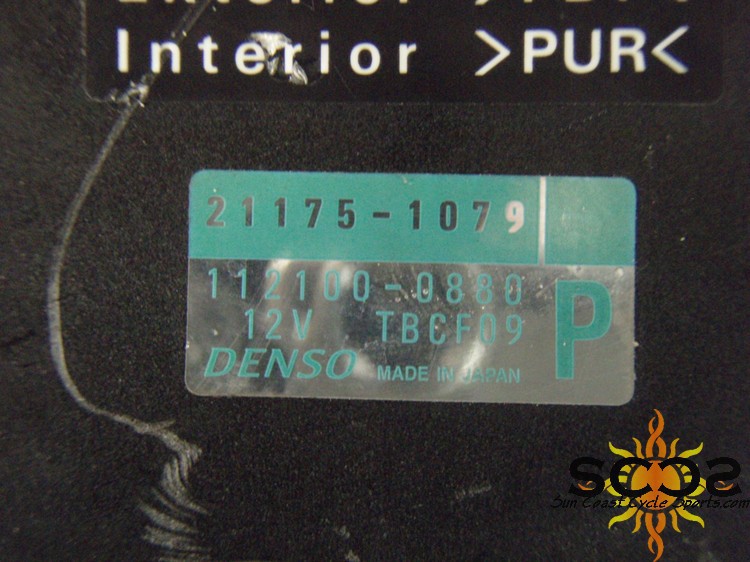 Interior >PUR<
21175-1079
112100-0880
12V TBCF09
P
DENSO MADE IN JAPAN
SCCS
Sun Coast Cycle Sports.com